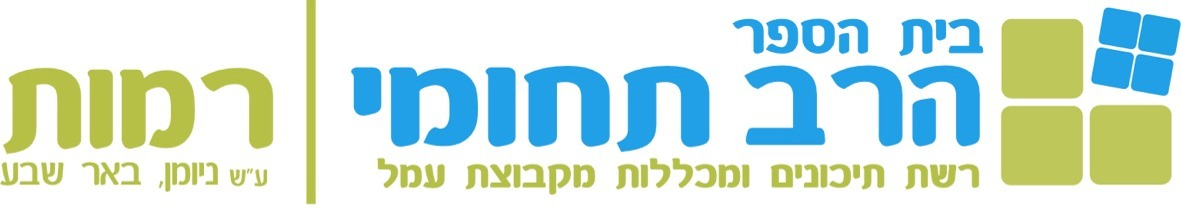 בית הספר
הרב תחומי
רשת תיכונים ומכללות מקבוצת עמל
רמות
ע"ש ניומן, באר שבע